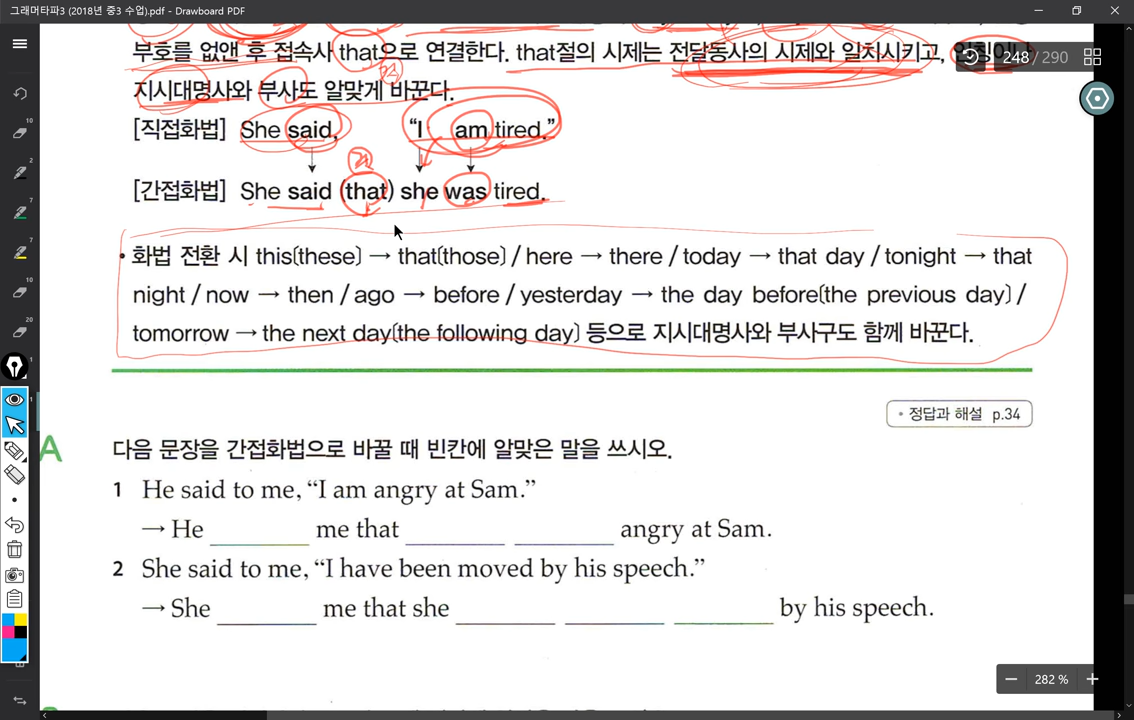 그래머타파3 (2018년 중3 수업).pdf - Drawboard PDF
248 / 290
부호를 없앤 후 접속사 that으로 연결한다. that절의 시제는 전달동사의 시제와 일치시키고, 인칭이나
지시대명사와 부사도 알맞게 바꾼다.
[직접화법] She said, “I am tired.”
[간접화법] She said (that) she was tired.
• 화법 전환 시 this(these) → that(those) / here → there / today → that day / tonight → that
night / now → then / ago → before / yesterday → the day before(the previous day) /
tomorrow → the next day(the following day) 등으로 지시대명사와 부사구도 함께 바꾼다.
• 정답과 해설 p.34
A 다음 문장을 간접화법으로 바꿀 때 빈칸에 알맞은 말을 쓰시오.
1 He said to me, “I am angry at Sam.”
→ He ________ me that ________ ________ angry at Sam.
2 She said to me, “I have been moved by his speech.”
→ She ________ me that she ________ ________ ________ by his speech.
282 %